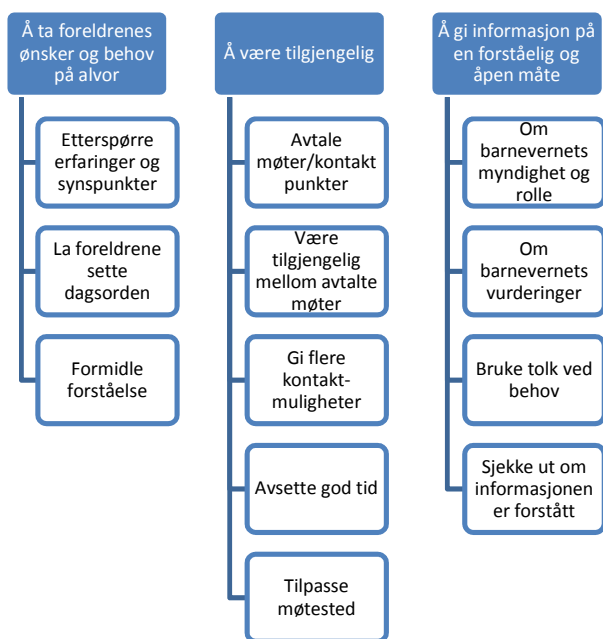 Å ta foreldrenes
ønsker og behov
på alvor
Etterspørre
erfaringer og
synspunkter
La foreldrene
sette
dagsorden
Formidle
forståelse
Å være tilgjengelig
Avtale
møter/kontakt
punkter
Være
tilgjengelig
mellom avtalte
møter
Gi flere
kontakt-
muligheter
Avsette god tid
Tilpasse
møtested
Å gi informasjon på
en forståelig og
åpen måte
Om
barnevernets
myndighet og
rolle
Om
barnevernets
vurderinger
Bruke tolk ved
behov
Sjekke ut om
informasjonen
er forstått